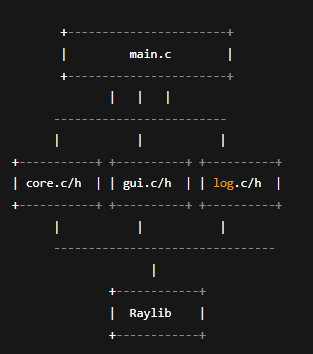 +-----------------------+
|         main.c        |
+-----------------------+
|   |   |
-------------------------
|           |           |
+-----------+ +----------+ +----------+
| core.c/h  | | gui.c/h  | | log.c/h  |
+-----------+ +----------+ +----------+
|           |           |
--------------------------------
|
+------------+
|  Raylib    |
+------------+